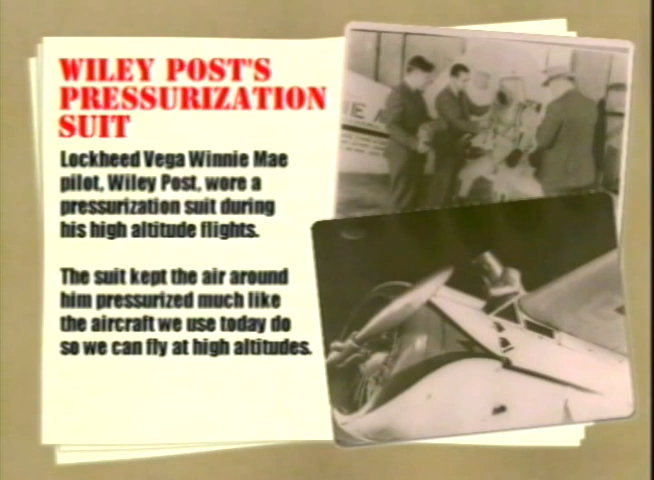 WILEY POST'S
PRESSURIZATION
SUIT
Lockheed Vega Winnie Mae
pilot, Wiley Post, wore a
pressurization suit during
his high altitude flights.
The suit kept the air around
him pressurized much like
the aircraft we use today do
so we can fly at high altitudes.